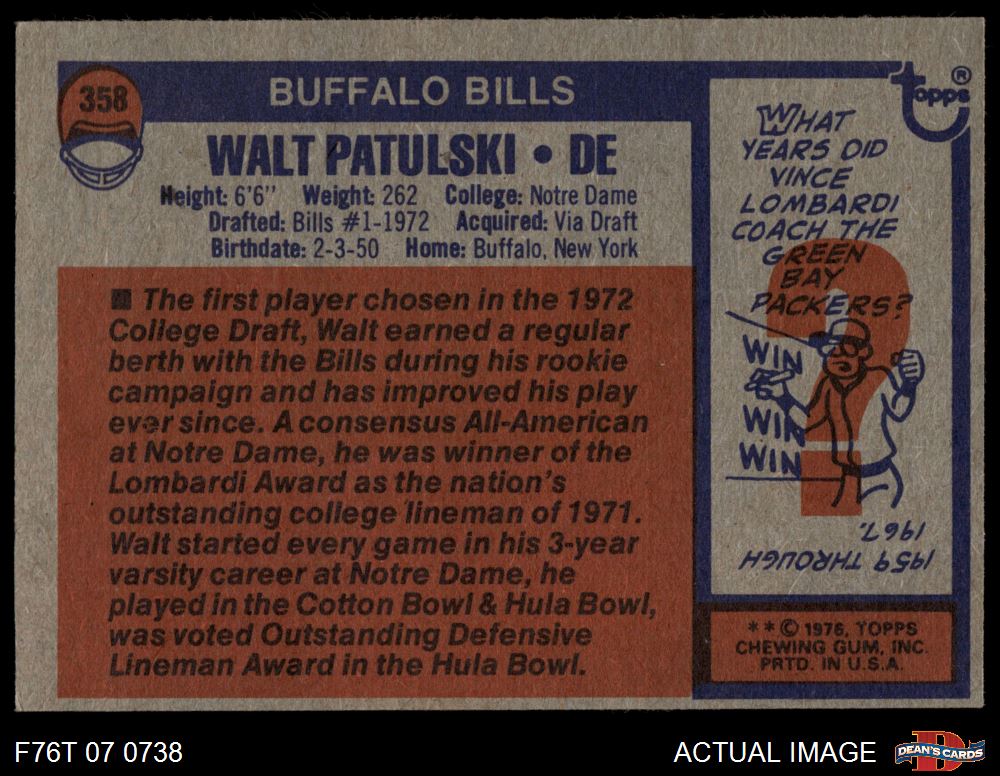 358
BUFFALO BILLS
WALT PATULSKI • DE
Height: 6'6" Weight: 262 College: Notre Dame
Drafted: Bills #1-1972 Acquired: Via Draft
Birthdate: 2-3-50 Home: Buffalo, New York
■ The first player chosen in the 1972
College Draft, Walt earned a regular
berth with the Bills during his rookie
campaign and has improved his play
ever since. A consensus All-American
at Notre Dame, he was winner of the
Lombardi Award as the nation's
outstanding college lineman of 1971.
Walt started every game in his 3-year
varsity career at Notre Dame, he
played in the Cotton Bowl & Hula Bowl,
was voted Outstanding Defensive
Lineman Award in the Hula Bowl.
topps®
WHAT
YEARS DID
VINCE
LOMBARDI
COACH THE
GREEN
BAY
PACKERS?
WIN
WIN
WIN
1959 THROUGH
1967.
**© 1976, TOPPS
CHEWING GUM, INC.
PRTD. IN U.S.A.
F76T 07 0738
ACTUAL IMAGE
DEAN'S CARDS